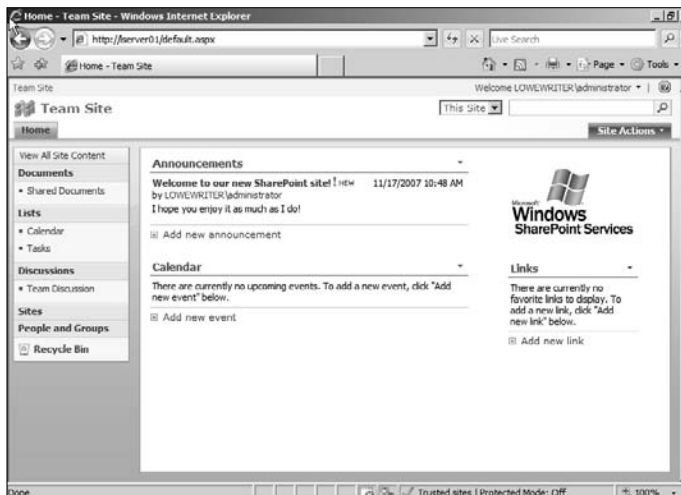 Home - Team Site - Windows Internet Explorer
http://lserver01/default.aspx
Live Search
Home - Team Site
Page
Tools
Team Site
Welcome LOWEWRITER\administrator
Team Site
This Site
Home
Site Actions
View All Site Content
Documents
Shared Documents
Lists
Calendar
Tasks
Discussions
Team Discussion
Sites
People and Groups
Recycle Bin
Announcements
Welcome to our new SharePoint site! ! NEW 11/17/2007 10:48 AM
by LOWEWRITER\administrator
I hope you enjoy it as much as I do!
Add new announcement
Calendar
There are currently no upcoming events. To add a new event, click "Add
new event" below.
Add new event
Microsoft
Windows
SharePoint Services
Links
There are currently no
favorite links to display. To
add a new link, click "Add
new link" below.
Add new link
Done
Trusted sites | Protected Mode: Off
100%